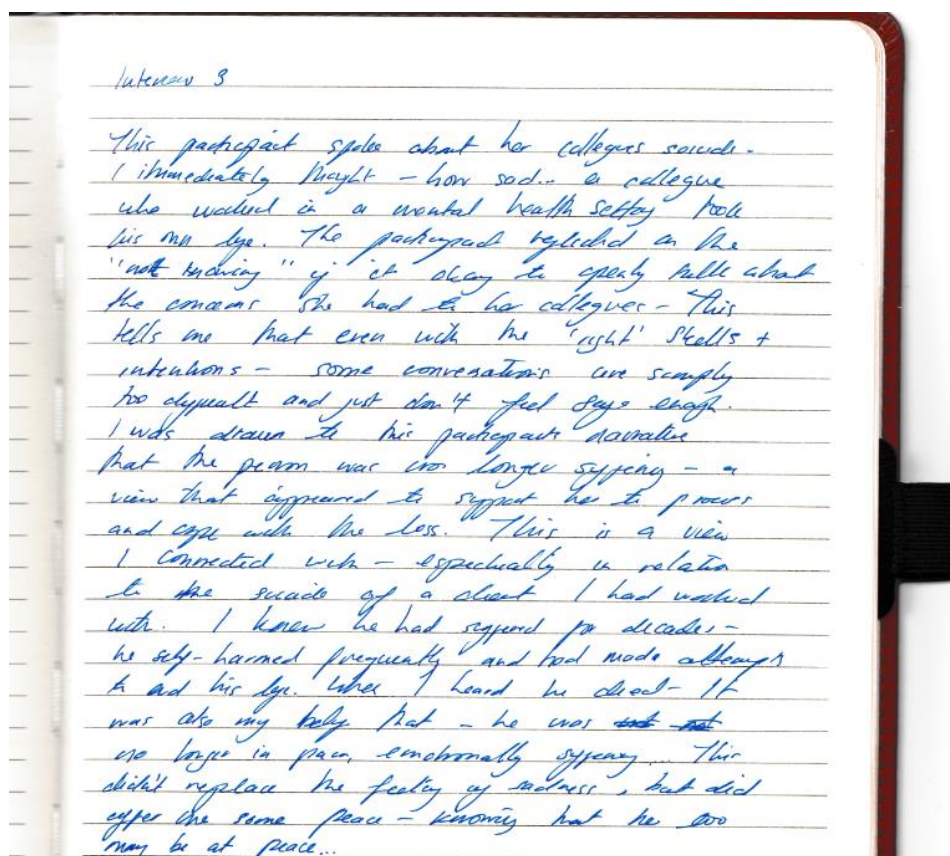 Interview 3
This participant spoke about her collegues suicide.
I immediately thought – how sad... a collegue
who worked in a mental health setting took
his own life. The participant reflected on the
"not knowing" if it okay to openly talk about
the concerns she had to her collegues – This
tells me that even with the 'right' skells +
intentions – some conversations are simply
too difficult and just don't feel safe enough.
I was drawn to this participants narrative
that the person was no longer suffering – a
view that appeared to support her to process
and cope with the loss. This is a view
I connected with – especially in relation
to the suicide of a client I had worked
with. I knew he had suffered for decades –
he self-harmed frequently and had made attempts
to end his life. When I heard he died – It
was also my belief that – he was
no longer in pain, emotionally suffering... This
didn't replace the feeling of sadness, but did
offer me some peace – knowing that he too
may be at peace...